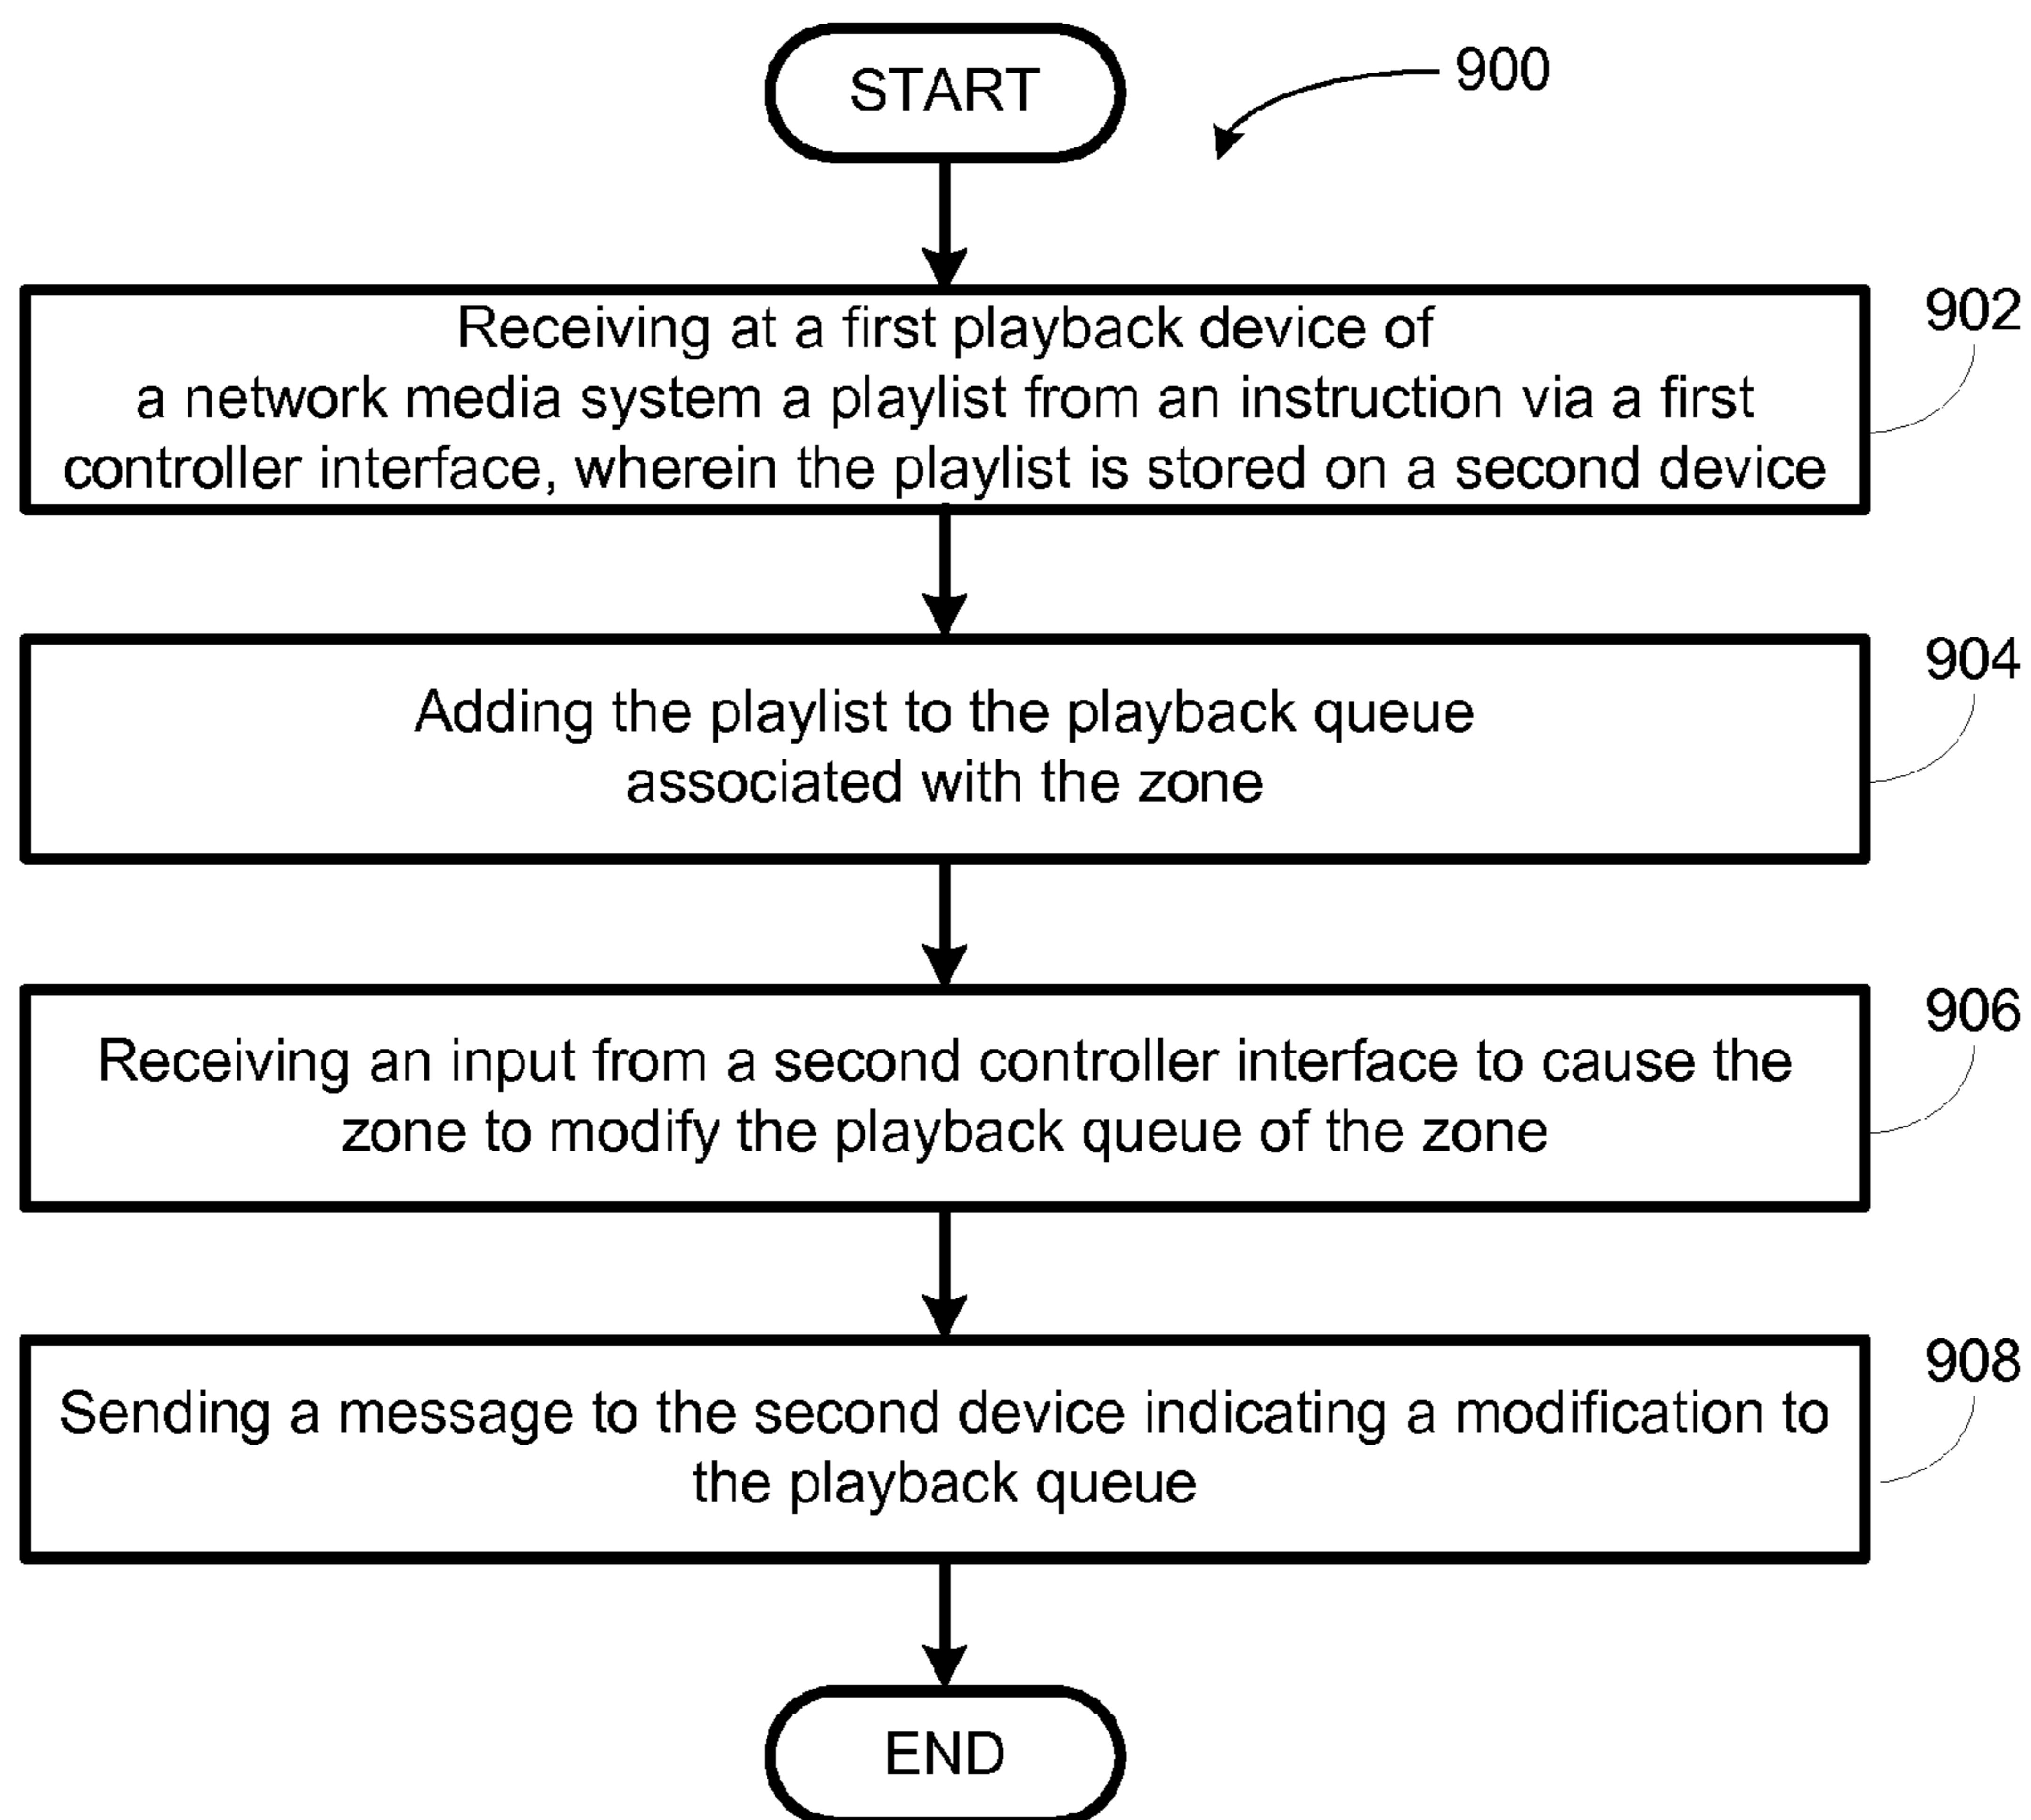 START
900
Receiving at a first playback device of
a network media system a playlist from an instruction via a first
controller interface, wherein the playlist is stored on a second device
902
Adding the playlist to the playback queue
associated with the zone
904
Receiving an input from a second controller interface to cause the
zone to modify the playback queue of the zone
906
Sending a message to the second device indicating a modification to
the playback queue
908
END